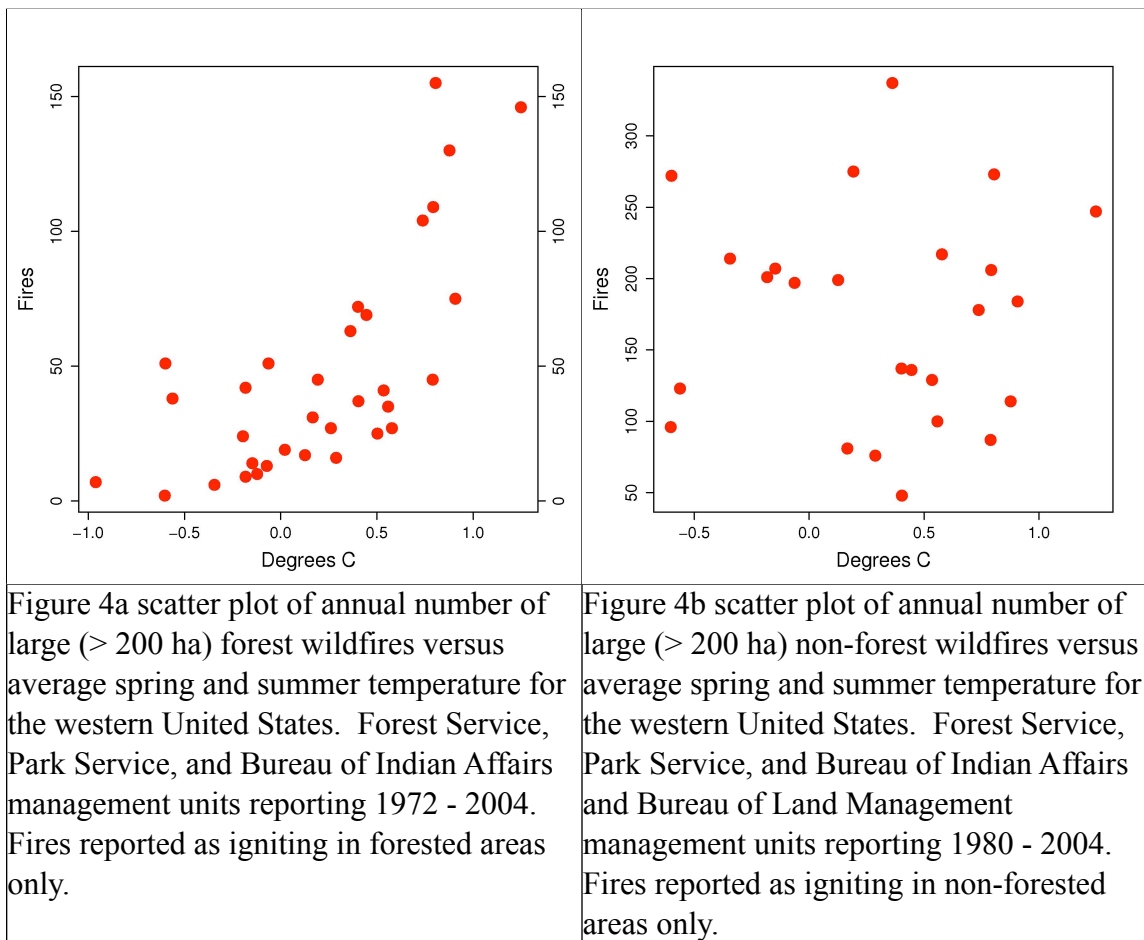 150
100
50
0
Fires
150
100
50
0
−1.0 −0.5 0.0 0.5 1.0
Degrees C
300
250
200
150
100
50
Fires
−0.5 0.0 0.5 1.0
Degrees C
Figure 4a scatter plot of annual number of
large (> 200 ha) forest wildfires versus
average spring and summer temperature for
the western United States.  Forest Service,
Park Service, and Bureau of Indian Affairs
management units reporting 1972 - 2004.
Fires reported as igniting in forested areas
only.
Figure 4b scatter plot of annual number of
large (> 200 ha) non-forest wildfires versus
average spring and summer temperature for
the western United States.  Forest Service,
Park Service, and Bureau of Indian Affairs
and Bureau of Land Management
management units reporting 1980 - 2004.
Fires reported as igniting in non-forested
areas only.